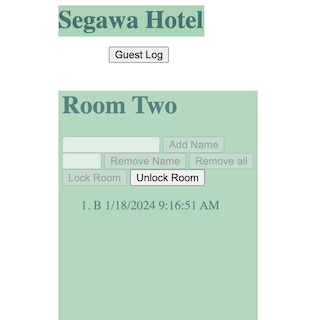 Segawa Hotel
Guest Log
Room Two
Add Name
Remove Name Remove all
Lock Room Unlock Room
1. B 1/18/2024 9:16:51 AM